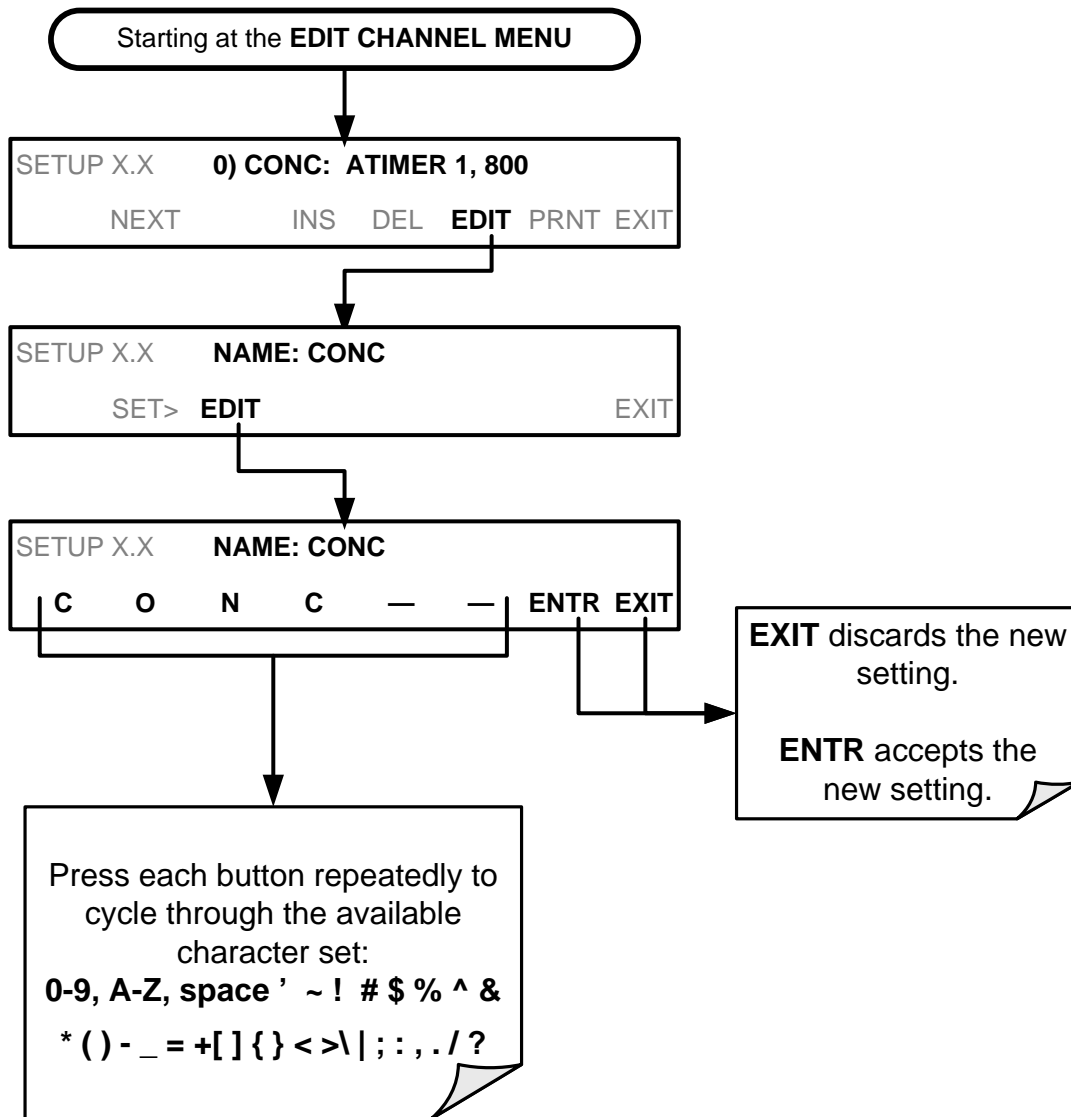 Starting at the EDIT CHANNEL MENU
SETUP X.X 0) CONC: ATIMER 1, 800
NEXT INS DEL EDIT PRNT EXIT
SETUP X.X NAME: CONC
SET> EDIT EXIT
SETUP X.X NAME: CONC
C O N C — — ENTR EXIT
EXIT discards the new
setting.
ENTR accepts the
new setting.
Press each button repeatedly to
cycle through the available
character set:
0-9, A-Z, space ’ ~ ! # $ % ^ &
* ( ) - _ = +[ ] { } < >\ | ; : , . / ?